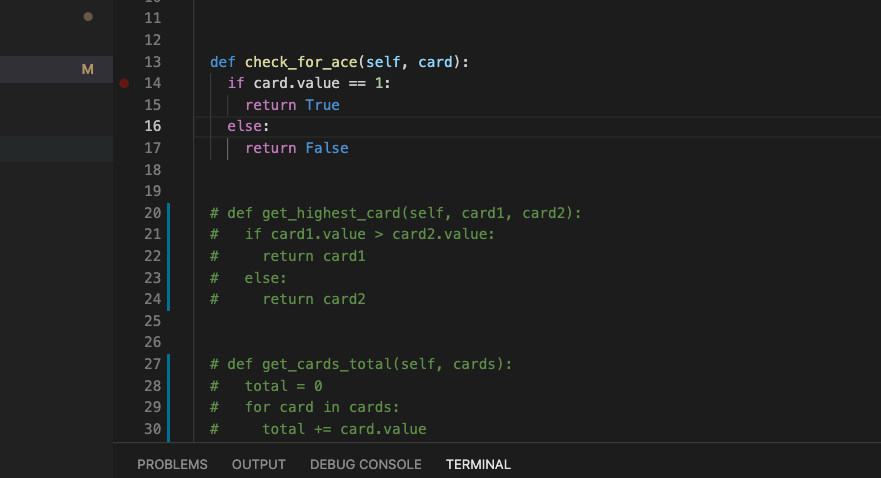 11
12
13 def check_for_ace(self, card):
M
14 if card.value == 1:
15 return True
16 else:
17 return False
18
19
20 # def get_highest_card(self, card1, card2):
21 # if card1.value > card2.value:
22 # return card1
23 # else:
24 # return card2
25
26
27 # def get_cards_total(self, cards):
28 # total = 0
29 # for card in cards:
30 # total += card.value
PROBLEMS OUTPUT DEBUG CONSOLE TERMINAL